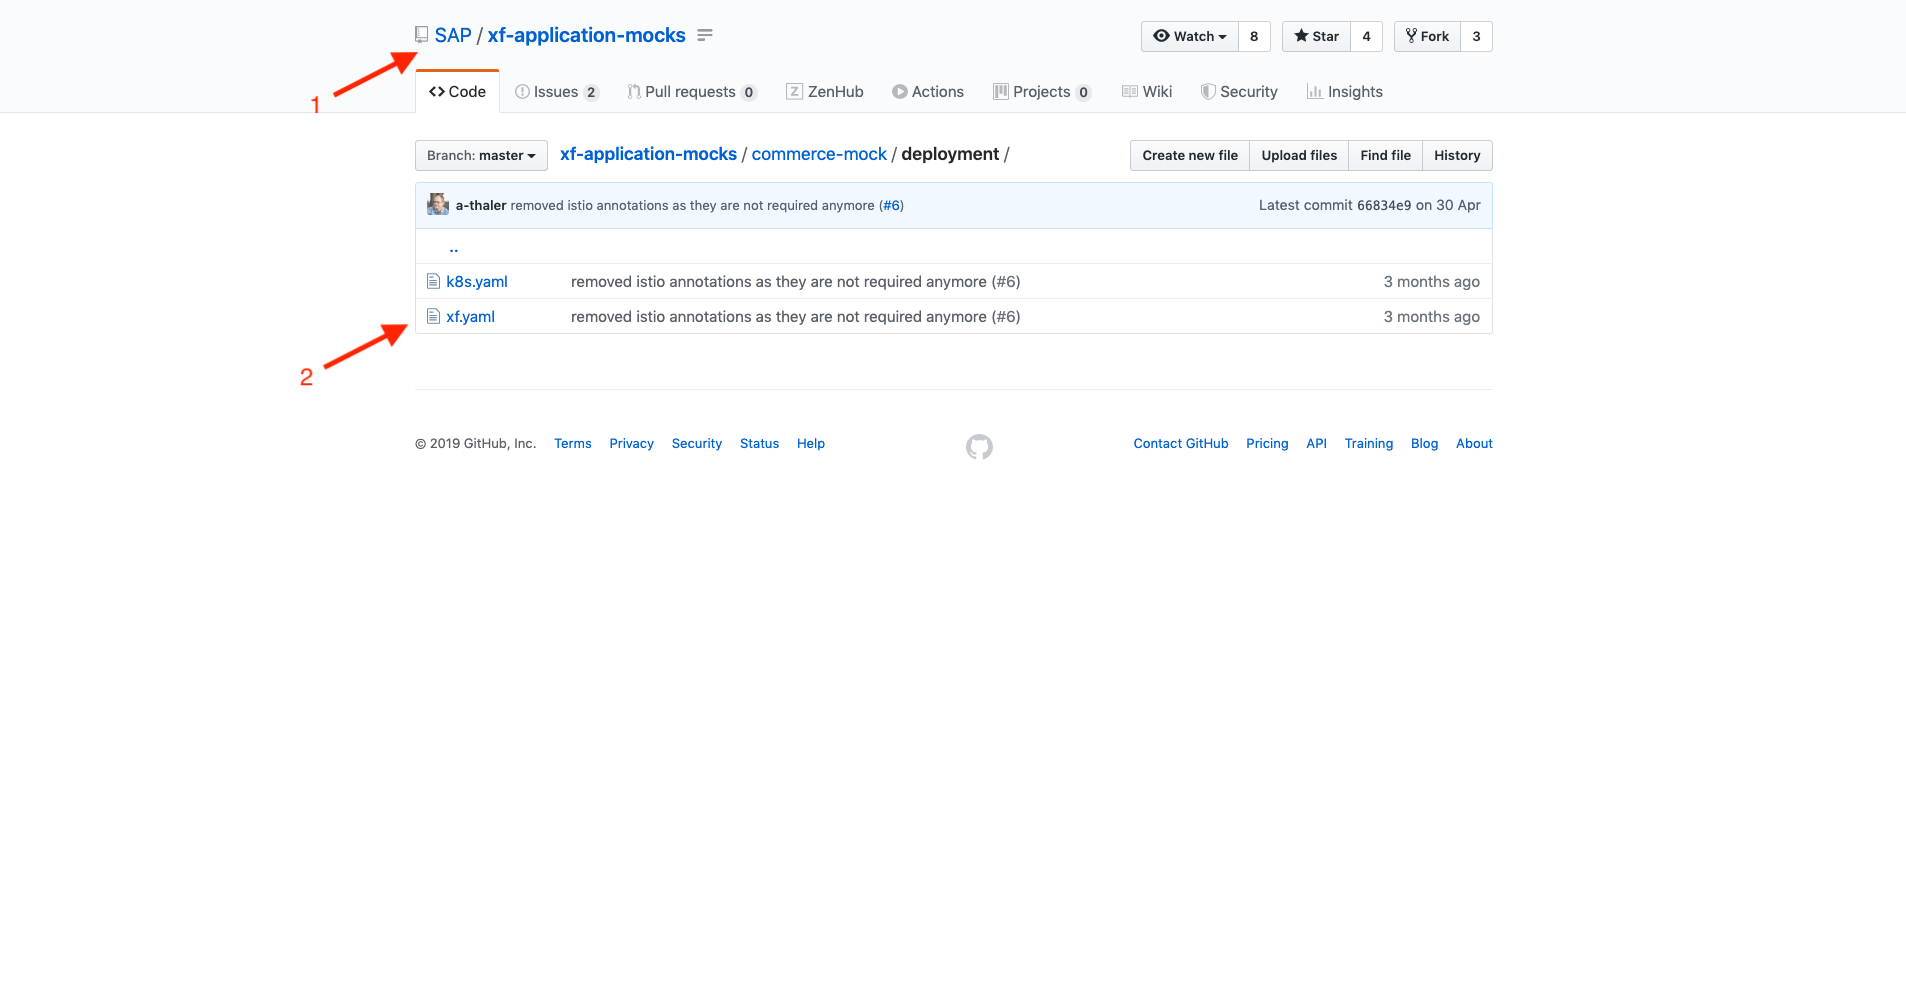 SAP / xf-application-mocks
Watch 8 Star 4 Fork 3
1
Code Issues 2 Pull requests 0 Z ZenHub Actions Projects 0 Wiki Security Insights
Branch: master xf-application-mocks / commerce-mock / deployment /
Create new file Upload files Find file History
a-thaler removed istio annotations as they are not required anymore (#6) Latest commit 66834e9 on 30 Apr
..
k8s.yaml removed istio annotations as they are not required anymore (#6) 3 months ago
xf.yaml removed istio annotations as they are not required anymore (#6) 3 months ago
2
© 2019 GitHub, Inc. Terms Privacy Security Status Help Contact GitHub Pricing API Training Blog About